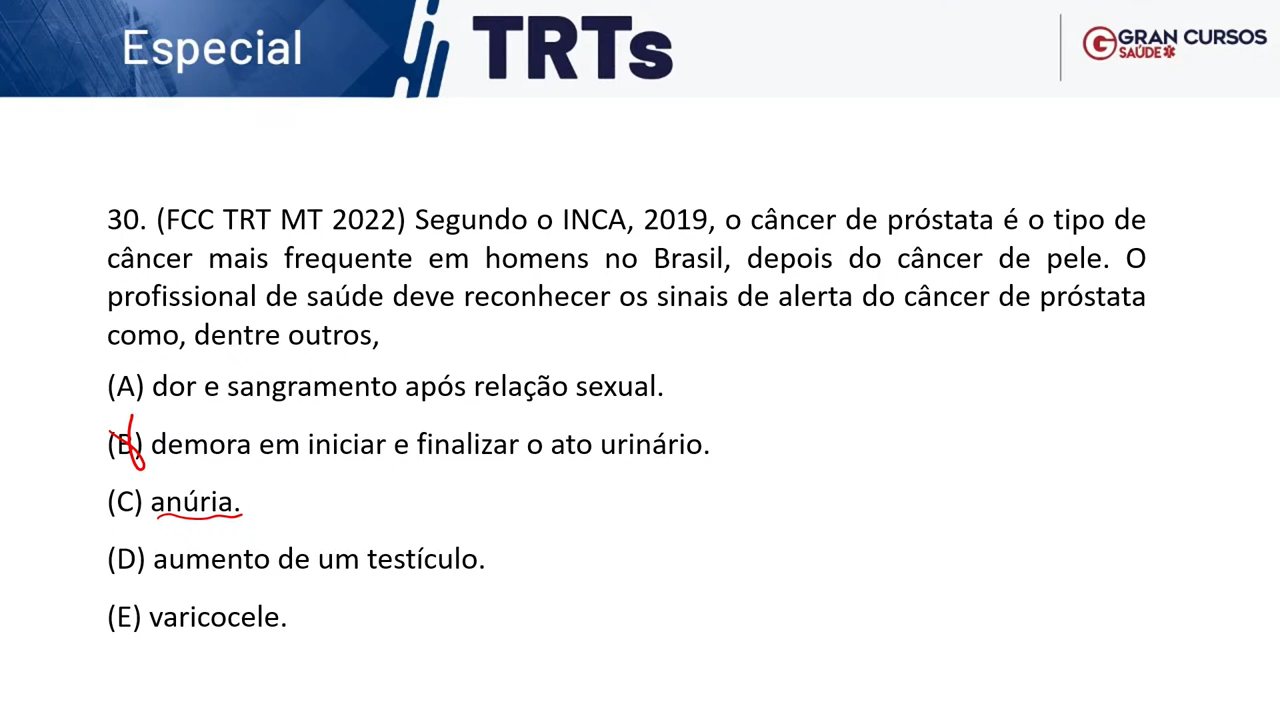 Especial TRTs GRAN CURSOS
SAÚDE
30. (FCC TRT MT 2022) Segundo o INCA, 2019, o câncer de próstata é o tipo de
câncer mais frequente em homens no Brasil, depois do câncer de pele. O
profissional de saúde deve reconhecer os sinais de alerta do câncer de próstata
como, dentre outros,
(A) dor e sangramento após relação sexual.
(B) demora em iniciar e finalizar o ato urinário.
(C) anúria.
(D) aumento de um testículo.
(E) varicocele.